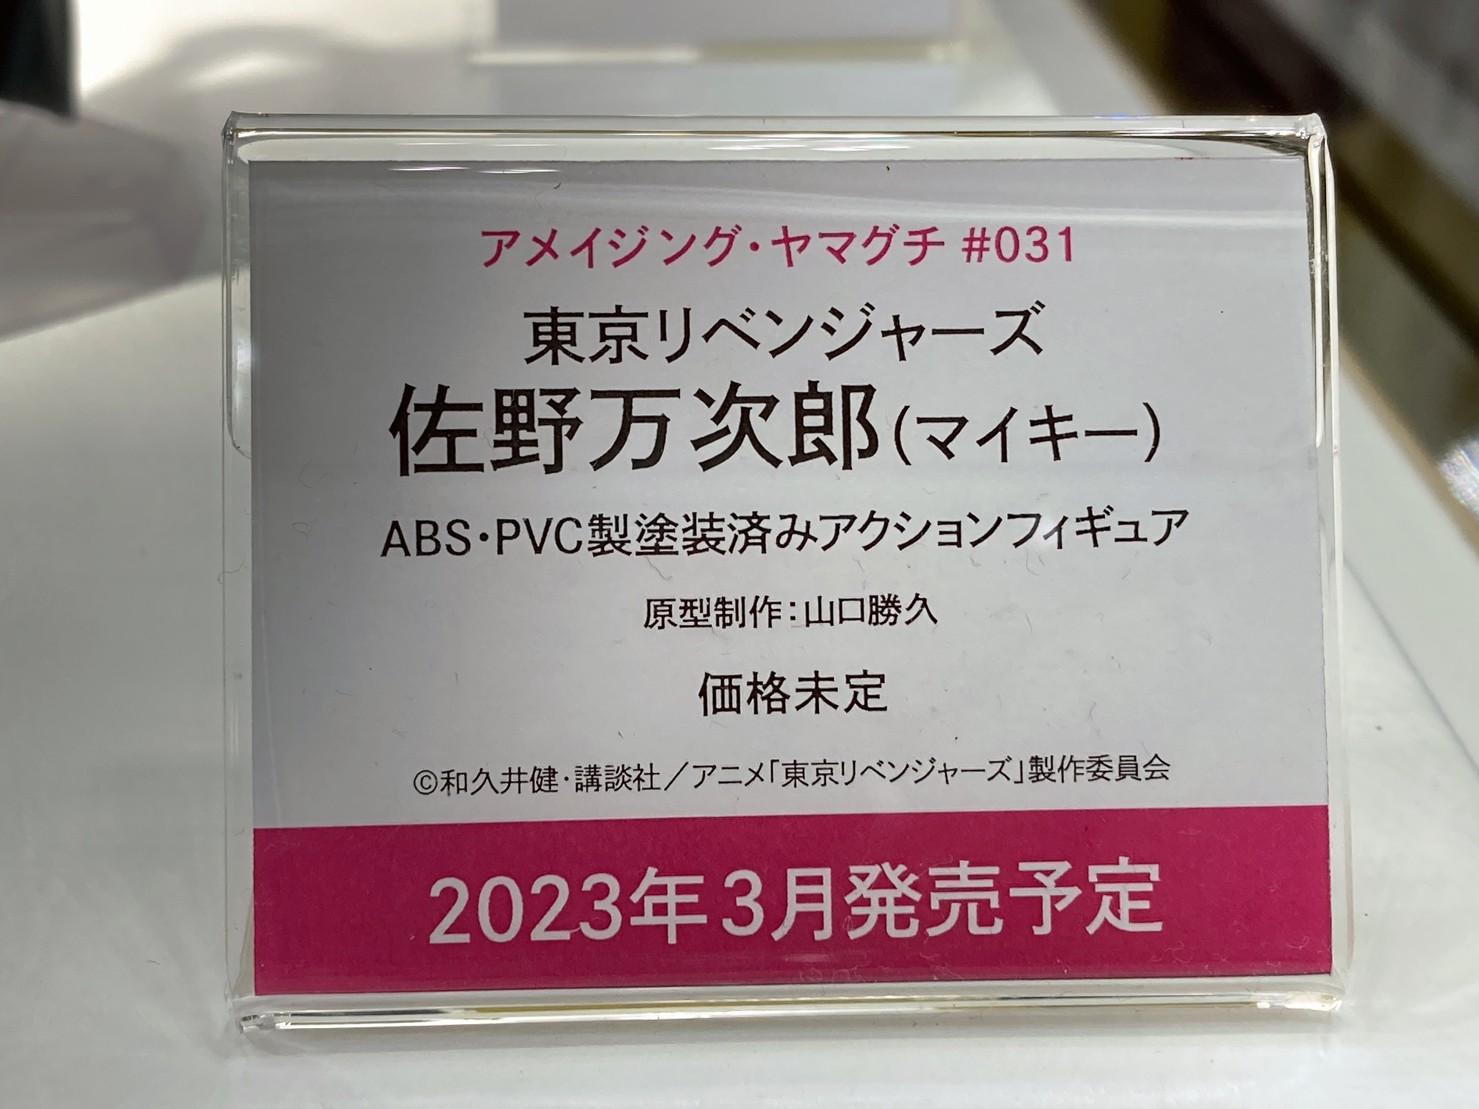 アメイジング・ヤマグチ #031
東京リベンジャーズ
佐野万次郎(マイキー)
ABS・PVC製塗装済みアクションフィギュア
原型制作：山口勝久
価格未定
©和久井健・講談社／アニメ「東京リベンジャーズ」製作委員会
2023年3月発売予定